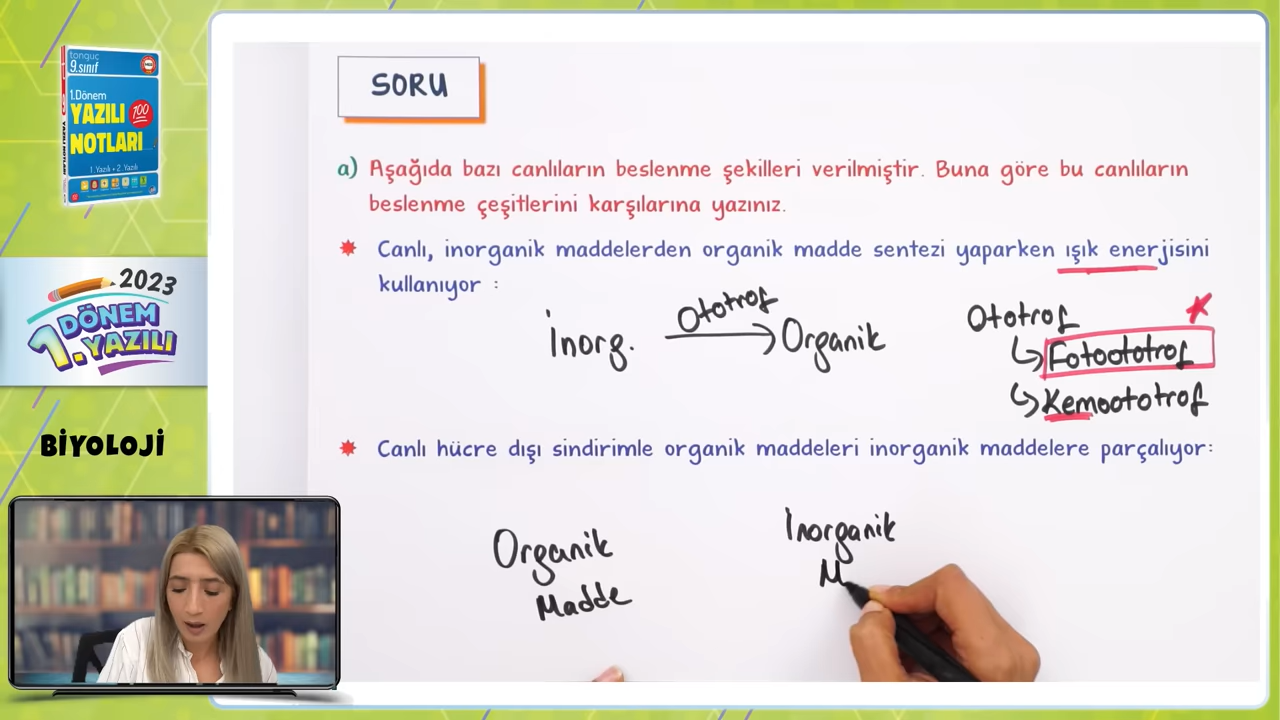 tonguç
9.sınıf
1.Dönem
YAZILI
100
NOTLARI
YAZILI NOTLARI
1.Yazılı + 2.Yazılı
2023
1. DÖNEM
YAZILI
BİYOLOJİ
SORU
a) Aşağıda bazı canlıların beslenme şekilleri verilmiştir. Buna göre bu canlıların
beslenme çeşitlerini karşılarına yazınız.
Canlı, inorganik maddelerden organik madde sentezi yaparken ışık enerjisini
kullanıyor :
İnorg. Ototrof Organik
Ototrof
Fotoototrof
Kemoototrof
Canlı hücre dışı sindirimle organik maddeleri inorganik maddelere parçalıyor:
Organik
Madde
İnorganik
M